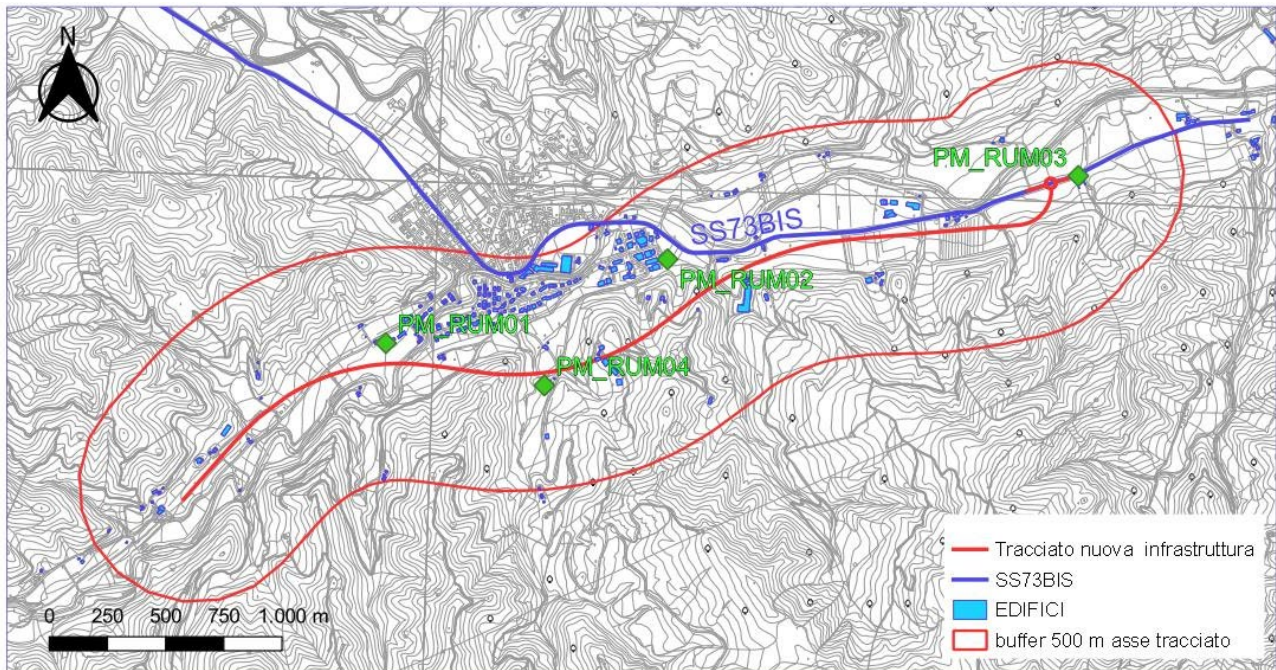 N
PM_RUM03
SS73BIS
PM_RUM02
PM_RUM01
PM_RUM04
Tracciato nuova infrastruttura
SS73BIS
EDIFICI
buffer 500 m asse tracciato
0 250 500 750 1.000 m